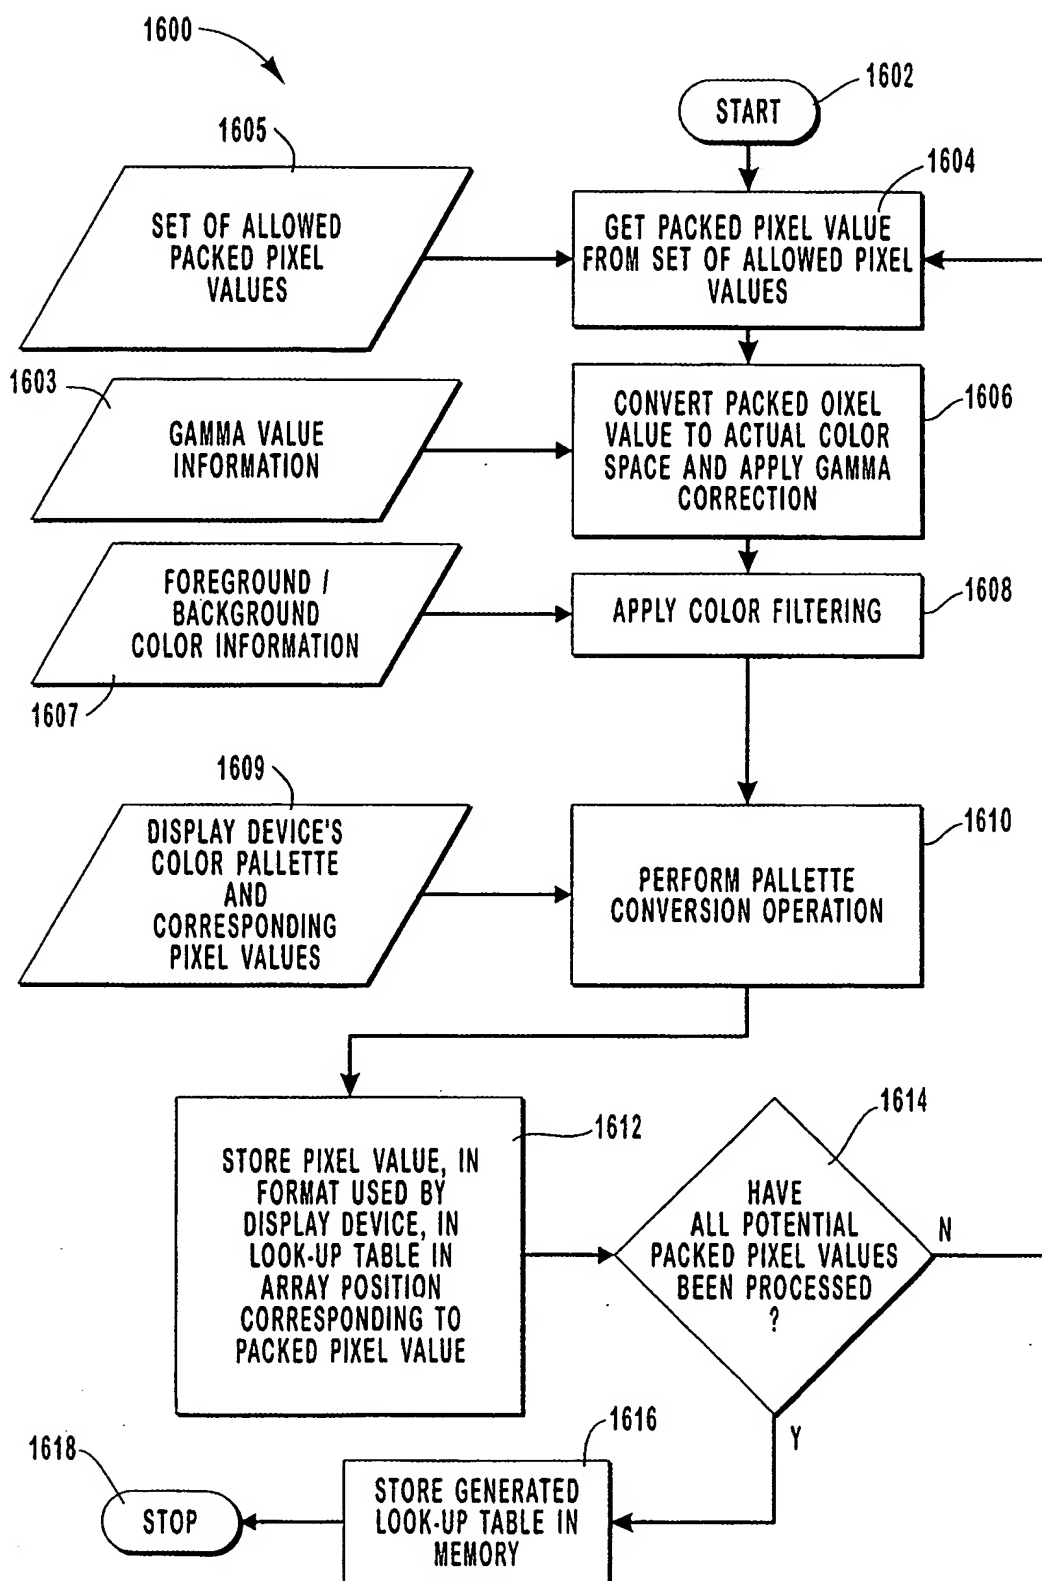 1600
1602
START
1605
1604
SET OF ALLOWED
PACKED PIXEL
VALUES
GET PACKED PIXEL VALUE
FROM SET OF ALLOWED PIXEL
VALUES
1603
GAMMA VALUE
INFORMATION
CONVERT PACKED OIXEL
VALUE TO ACTUAL COLOR
SPACE AND APPLY GAMMA
CORRECTION
1606
FOREGROUND /
BACKGROUND
COLOR INFORMATION
1607
APPLY COLOR FILTERING
1608
1609
DISPLAY DEVICE'S
COLOR PALLETTE
AND
CORRESPONDING
PIXEL VALUES
PERFORM PALLETTE
CONVERSION OPERATION
1610
1612
STORE PIXEL VALUE, IN
FORMAT USED BY
DISPLAY DEVICE, IN
LOOK-UP TABLE IN
ARRAY POSITION
CORRESPONDING TO
PACKED PIXEL VALUE
1614
HAVE
ALL POTENTIAL
PACKED PIXEL VALUES
BEEN PROCESSED
?
N
Y
1616
STORE GENERATED
LOOK-UP TABLE IN
MEMORY
1618
STOP